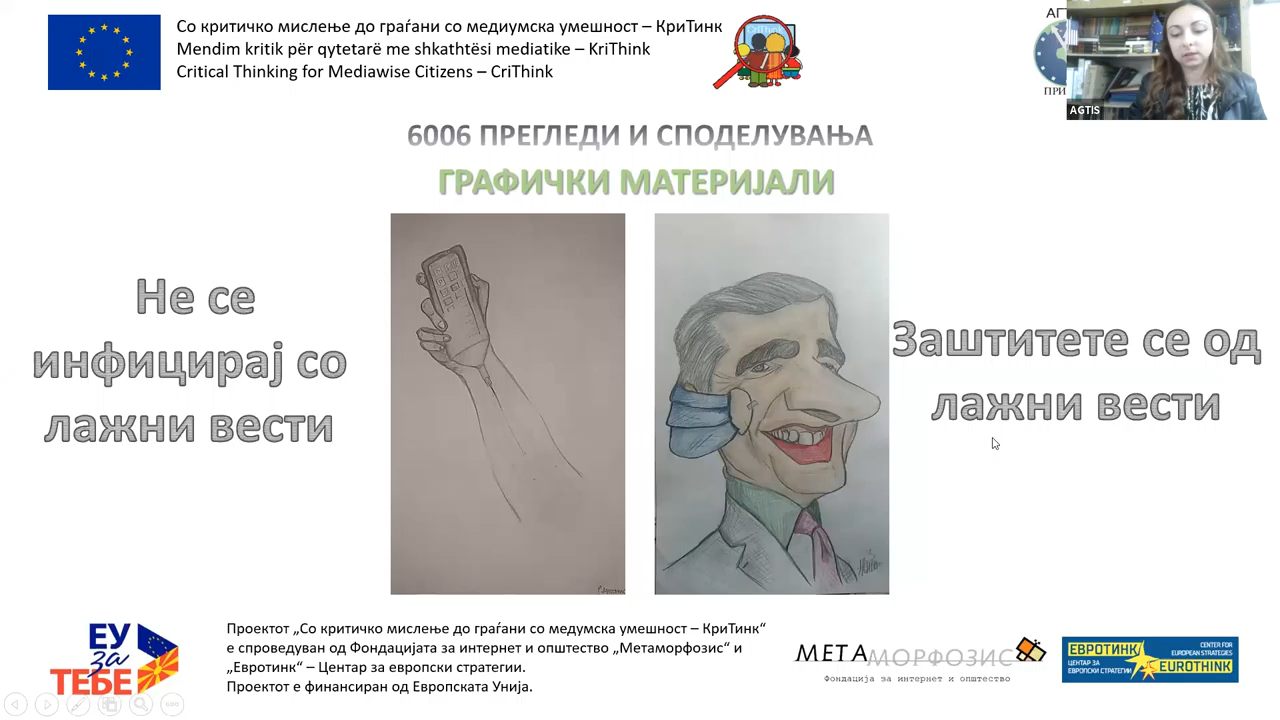 Со критичко мислење до граѓани со медиумска умешност – КриТинк
Mendim kritik për qytetarë me shkathtësi mediatike – KriThink
Critical Thinking for Mediawise Citizens – CriThink
CriThink
АГ
ПРИ
AGTIS
6006 ПРЕГЛЕДИ И СПОДЕЛУВАЊА
ГРАФИЧКИ МАТЕРИЈАЛИ
Не се
инфицирај со
лажни вести
Заштитете се од
лажни вести
ЕУ
за
ТЕБЕ
Проектот „Со критичко мислење до граѓани со медумска умешност – КриТинк“
е спроведуван од Фондацијата за интернет и општество „Метаморфозис“ и
„Евротинк“ – Центар за европски стратегии.
Проектот е финансиран од Европската Унија.
МЕТАМОРФОЗИС
Фондација за интернет и општество
ЕВРОТИНК
ЦЕНТАР ЗА
ЕВРОПСКИ СТРАТЕГИИ
CENTER FOR
EUROPEAN STRATEGIES
EUROTHINK